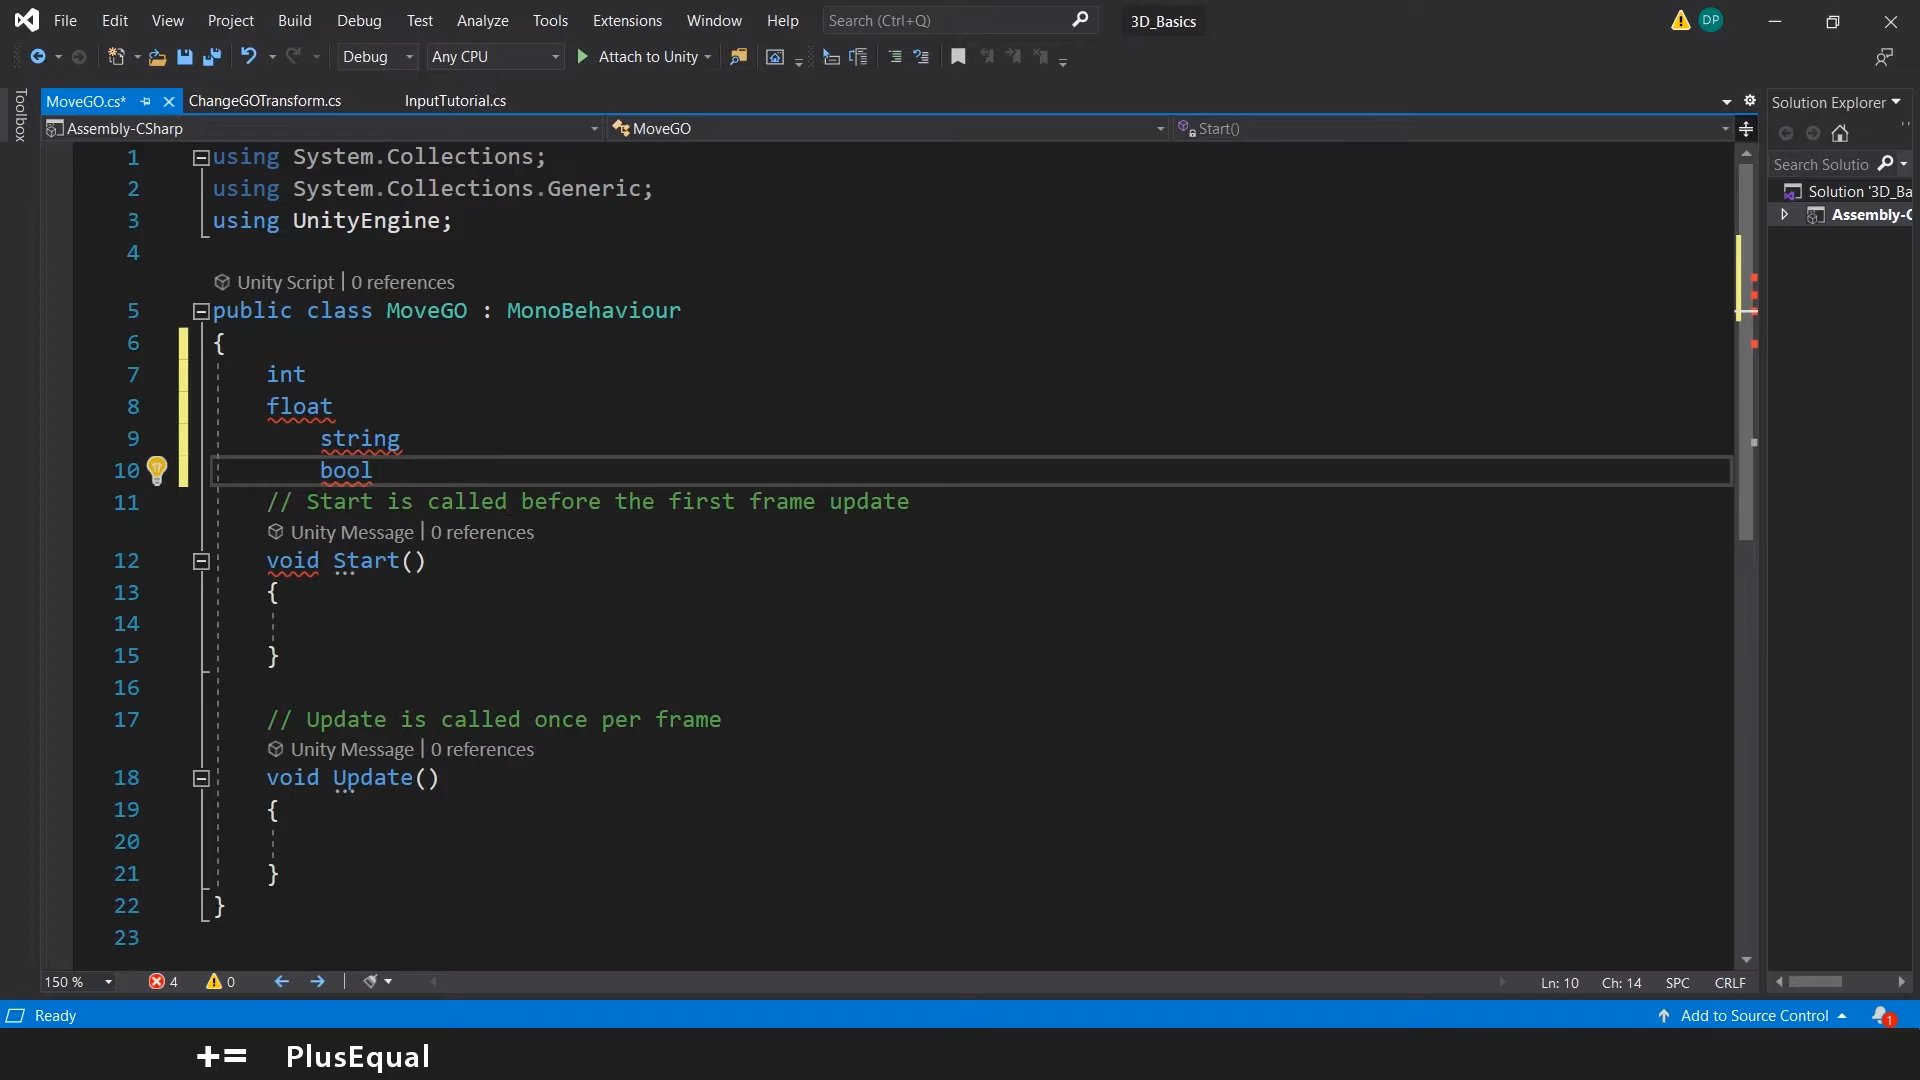 File Edit View Project Build Debug Test Analyze Tools Extensions Window Help Search (Ctrl+Q) 3D_Basics DP
Debug Any CPU Attach to Unity
Toolbox
MoveGO.cs* ChangeGOTransform.cs InputTutorial.cs Solution Explorer
Assembly-CSharp MoveGO Start()
Search Solutio
Solution '3D_Ba
Assembly-C
1 using System.Collections;
2 using System.Collections.Generic;
3 using UnityEngine;
4
Unity Script | 0 references
5 public class MoveGO : MonoBehaviour
6 {
7 int
8 float
9 string
10 bool
11 // Start is called before the first frame update
Unity Message | 0 references
12 void Start()
13 {
14
15 }
16
17 // Update is called once per frame
Unity Message | 0 references
18 void Update()
19 {
20
21 }
22 }
23
150 % 4 0 Ln: 10 Ch: 14 SPC CRLF
Ready Add to Source Control 1
+= PlusEqual